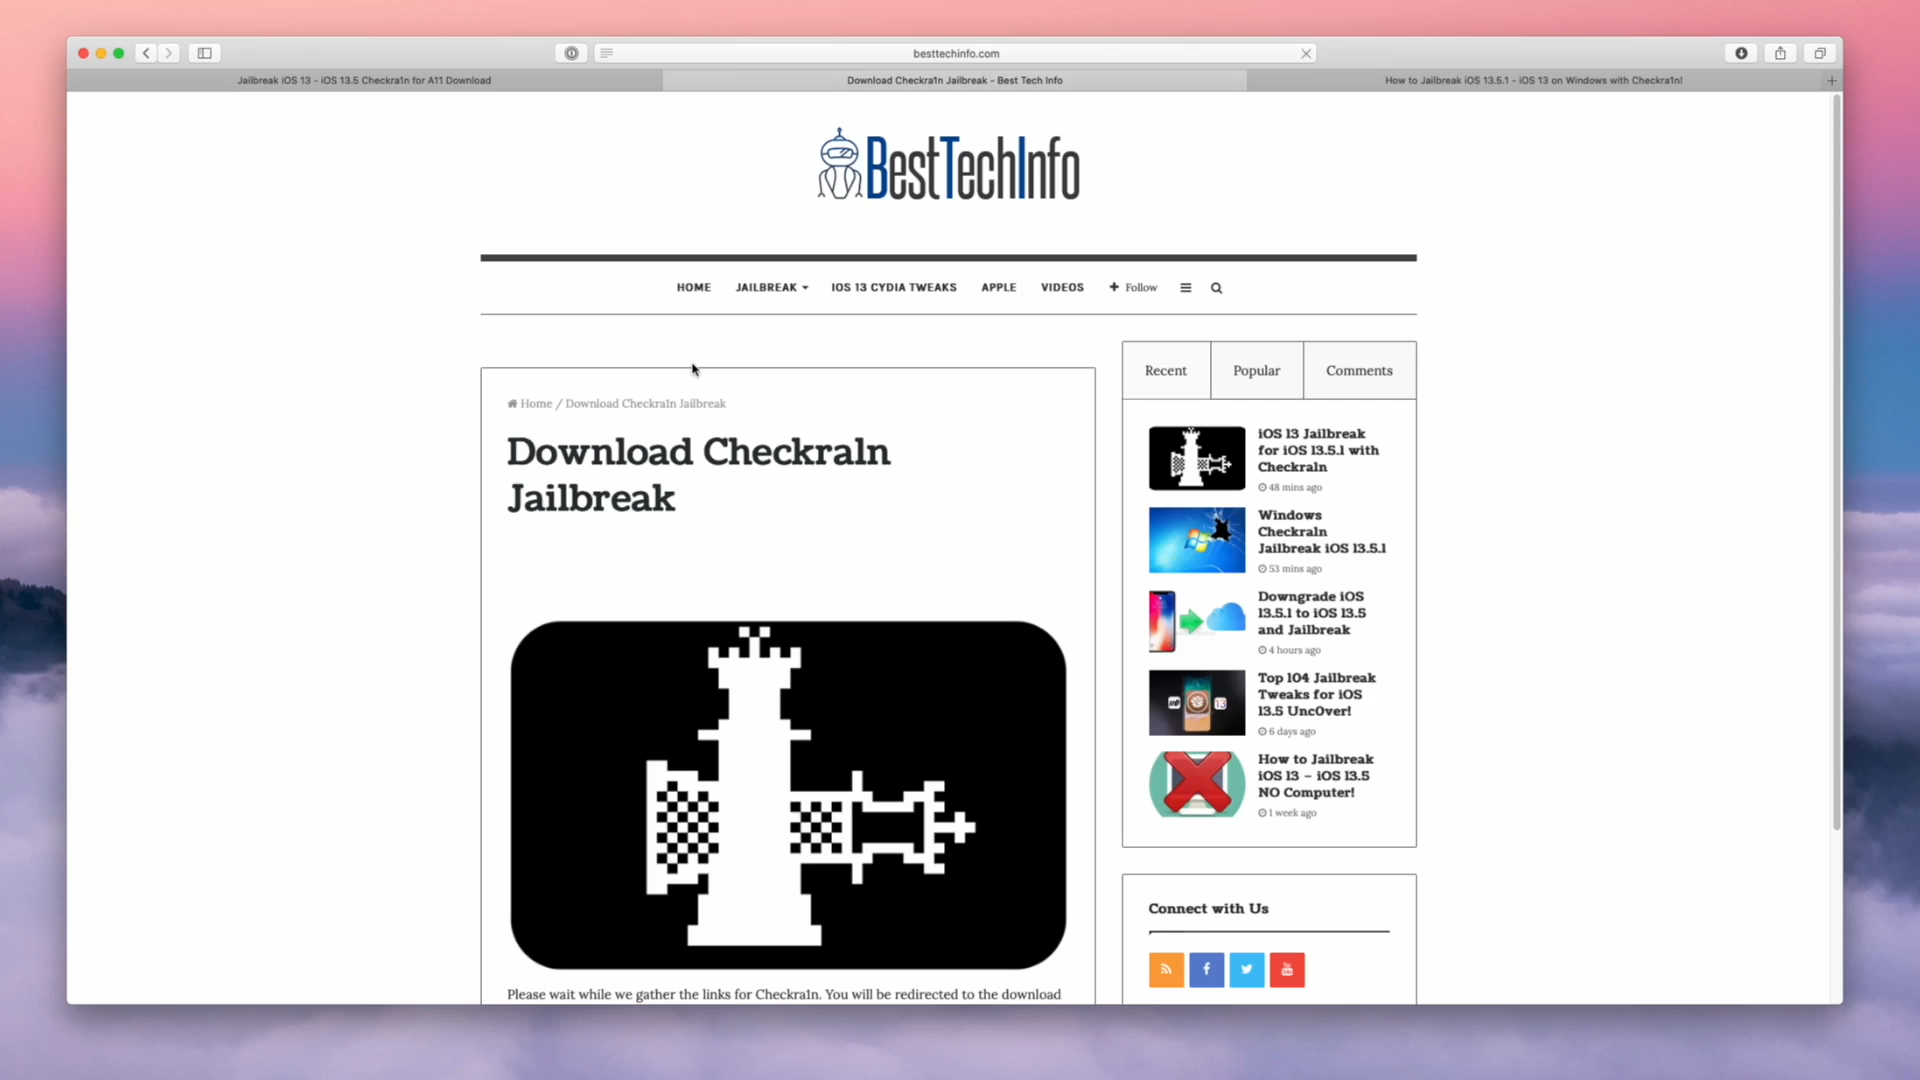 besttechinfo.com
Jailbreak iOS 13 - iOS 13.5 Checkra1n for A11 Download
Download Checkra1n Jailbreak - Best Tech Info
How to Jailbreak iOS 13.5.1 - iOS 13 on Windows with Checkra1n!
BestTechInfo
HOME
JAILBREAK
IOS 13 CYDIA TWEAKS
APPLE
VIDEOS
Follow
Home / Download Checkra1n Jailbreak
Download Checkra1n
Jailbreak
Please wait while we gather the links for Checkra1n. You will be redirected to the download
Recent
Popular
Comments
iOS 13 Jailbreak
for iOS 13.5.1 with
Checkra1n
48 mins ago
Windows
Checkra1n
Jailbreak iOS 13.5.1
53 mins ago
Downgrade iOS
13.5.1 to iOS 13.5
and Jailbreak
4 hours ago
Top 104 Jailbreak
Tweaks for iOS
13.5 Unc0ver!
6 days ago
How to Jailbreak
iOS 13 – iOS 13.5
NO Computer!
1 week ago
Connect with Us